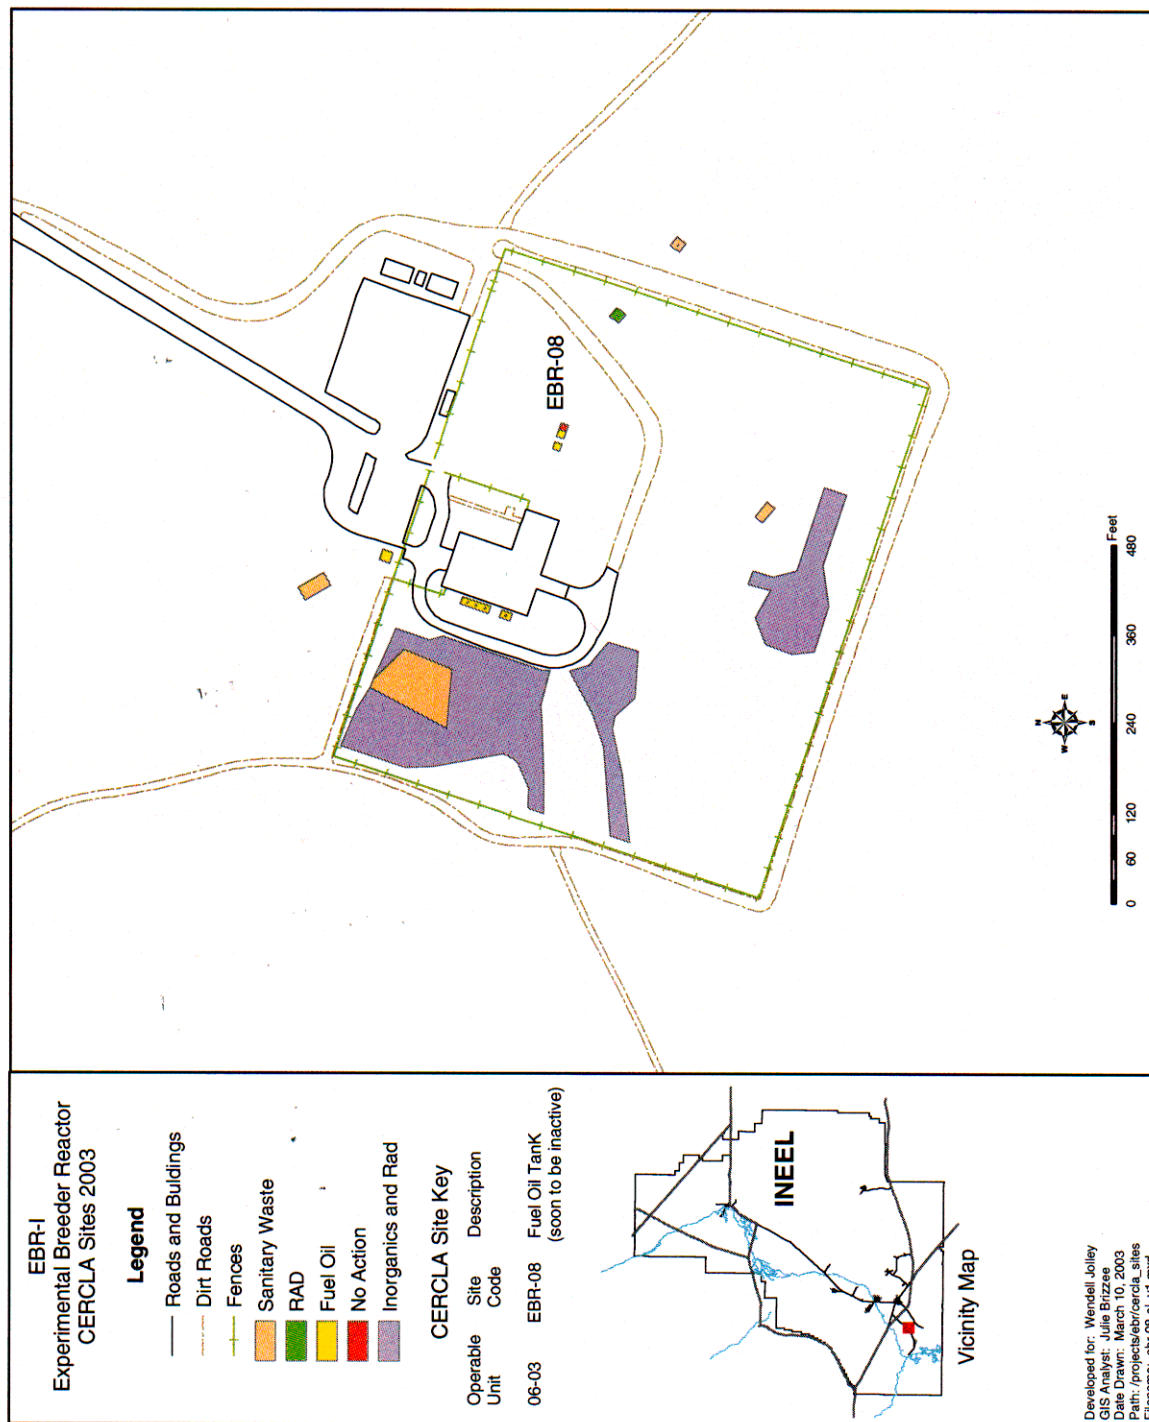 EBR-I
Experimental Breeder Reactor
CERCLA Sites 2003
Legend
Roads and Buldings
Dirt Roads
Fences
Sanitary Waste
RAD
Fuel Oil
No Action
Inorganics and Rad
CERCLA Site Key
Operable Site Description
Unit Code
06-03 EBR-08 Fuel Oil TanK
(soon to be inactive)
INEEL
Vicinity Map
Developed for: Wendell Jolley
GIS Analyst: Julie Brizzee
Date Drawn: March 10, 2003
Path: /projects/ebr/cercla_sites
EBR-08
N
W E
S
0 60 120 240 360 480
Feet